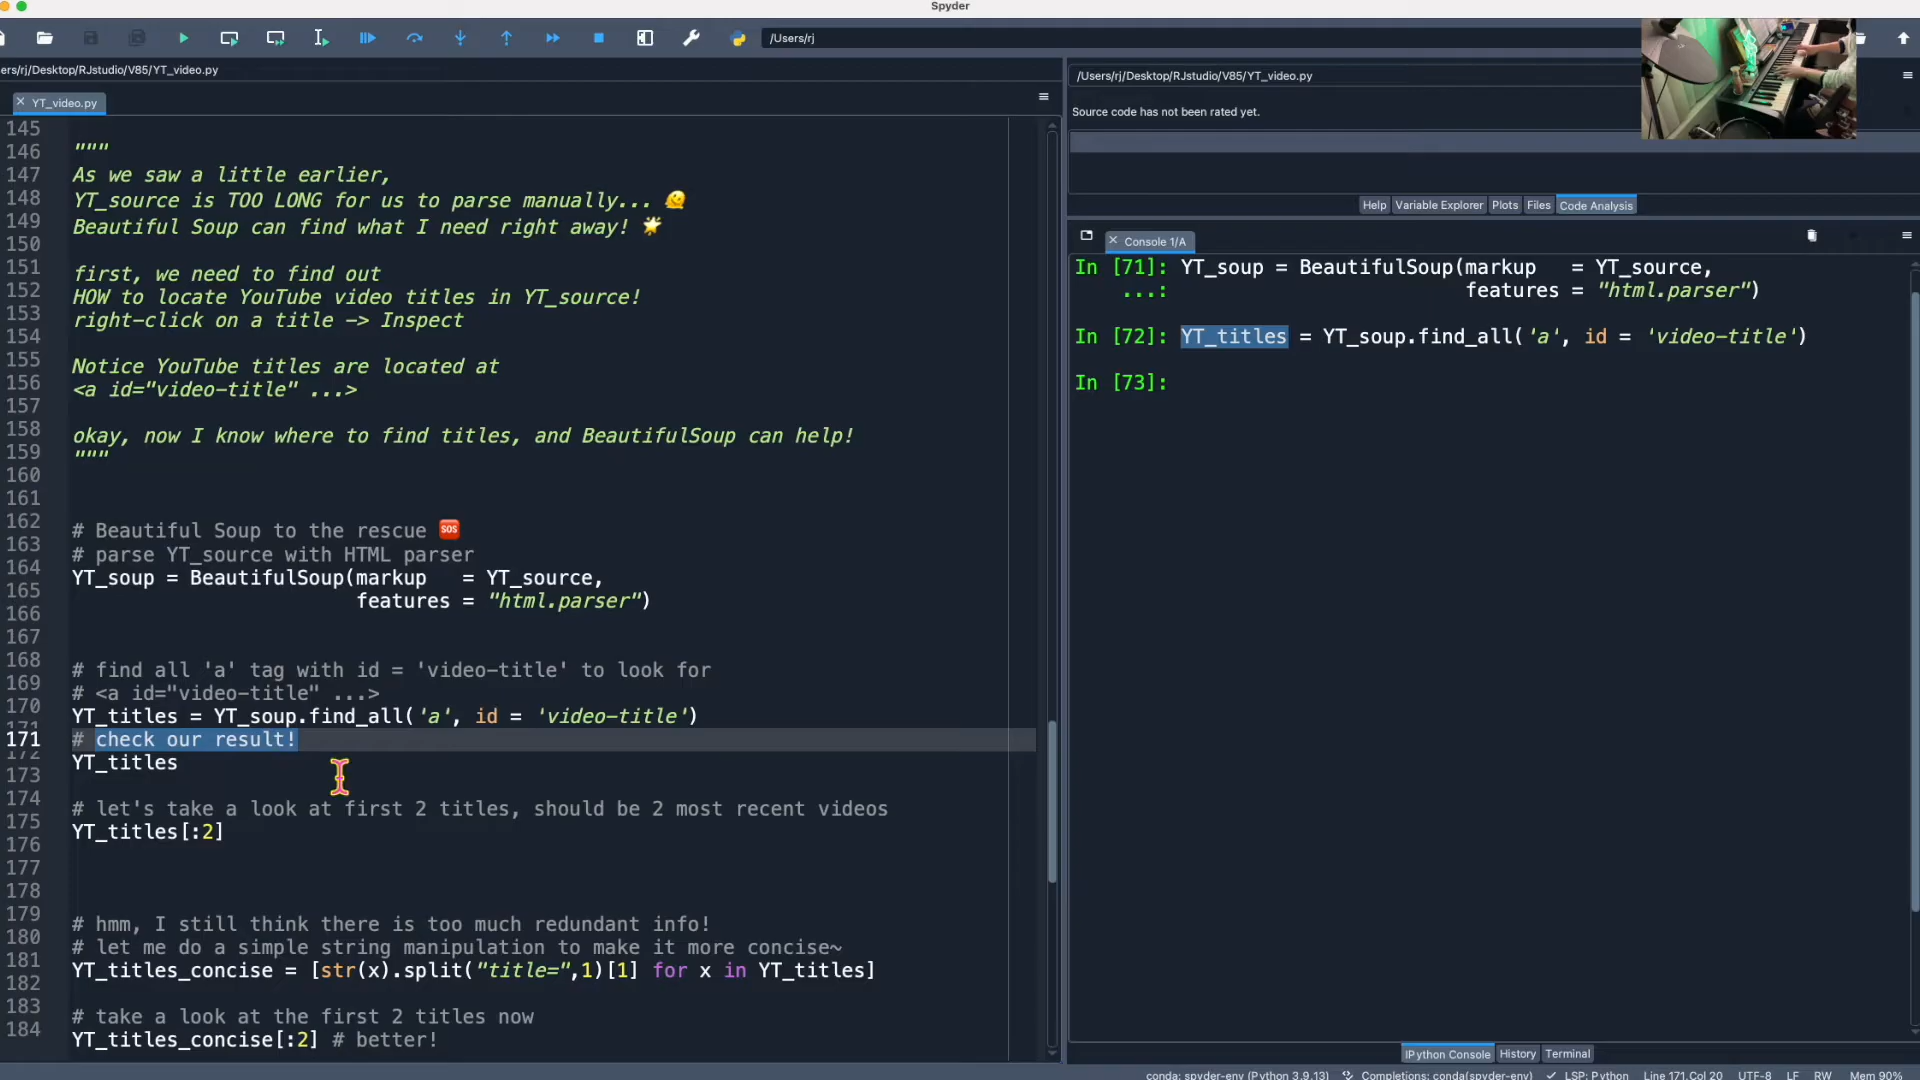 Spyder
/Users/rj
ers/rj/Desktop/RJstudio/V85/YT_video.py
YT_video.py
145
146 """
147 As we saw a little earlier,
148 YT_source is TOO LONG for us to parse manually... 🫠
149 Beautiful Soup can find what I need right away! 🌟
150
151 first, we need to find out
152 HOW to locate YouTube video titles in YT_source!
153 right-click on a title -> Inspect
154
155 Notice YouTube titles are located at
156 <a id="video-title" ...>
157
158 okay, now I know where to find titles, and BeautifulSoup can help!
159 """
160
161
162 # Beautiful Soup to the rescue 🆘
163 # parse YT_source with HTML parser
164 YT_soup = BeautifulSoup(markup   = YT_source,
165                         features = "html.parser")
166
167
168 # find all 'a' tag with id = 'video-title' to look for
169 # <a id="video-title" ...>
170 YT_titles = YT_soup.find_all('a', id = 'video-title')
171 # check our result!
172 YT_titles
173
174 # let's take a look at first 2 titles, should be 2 most recent videos
175 YT_titles[:2]
176
177
178
179 # hmm, I still think there is too much redundant info!
180 # let me do a simple string manipulation to make it more concise~
181 YT_titles_concise = [str(x).split("title=",1)[1] for x in YT_titles]
182
183 # take a look at the first 2 titles now
184 YT_titles_concise[:2] # better!
/Users/rj/Desktop/RJstudio/V85/YT_video.py
Source code has not been rated yet.
Help Variable Explorer Plots Files Code Analysis
Console 1/A
In [71]: YT_soup = BeautifulSoup(markup   = YT_source,
    ...:                         features = "html.parser")
In [72]: YT_titles = YT_soup.find_all('a', id = 'video-title')
In [73]:
IPython Console History Terminal
conda: spyder-env (Python 3.9.13) Completions: conda(spyder-env) LSP: Python Line 171, Col 20 UTF-8 LF RW Mem 90%